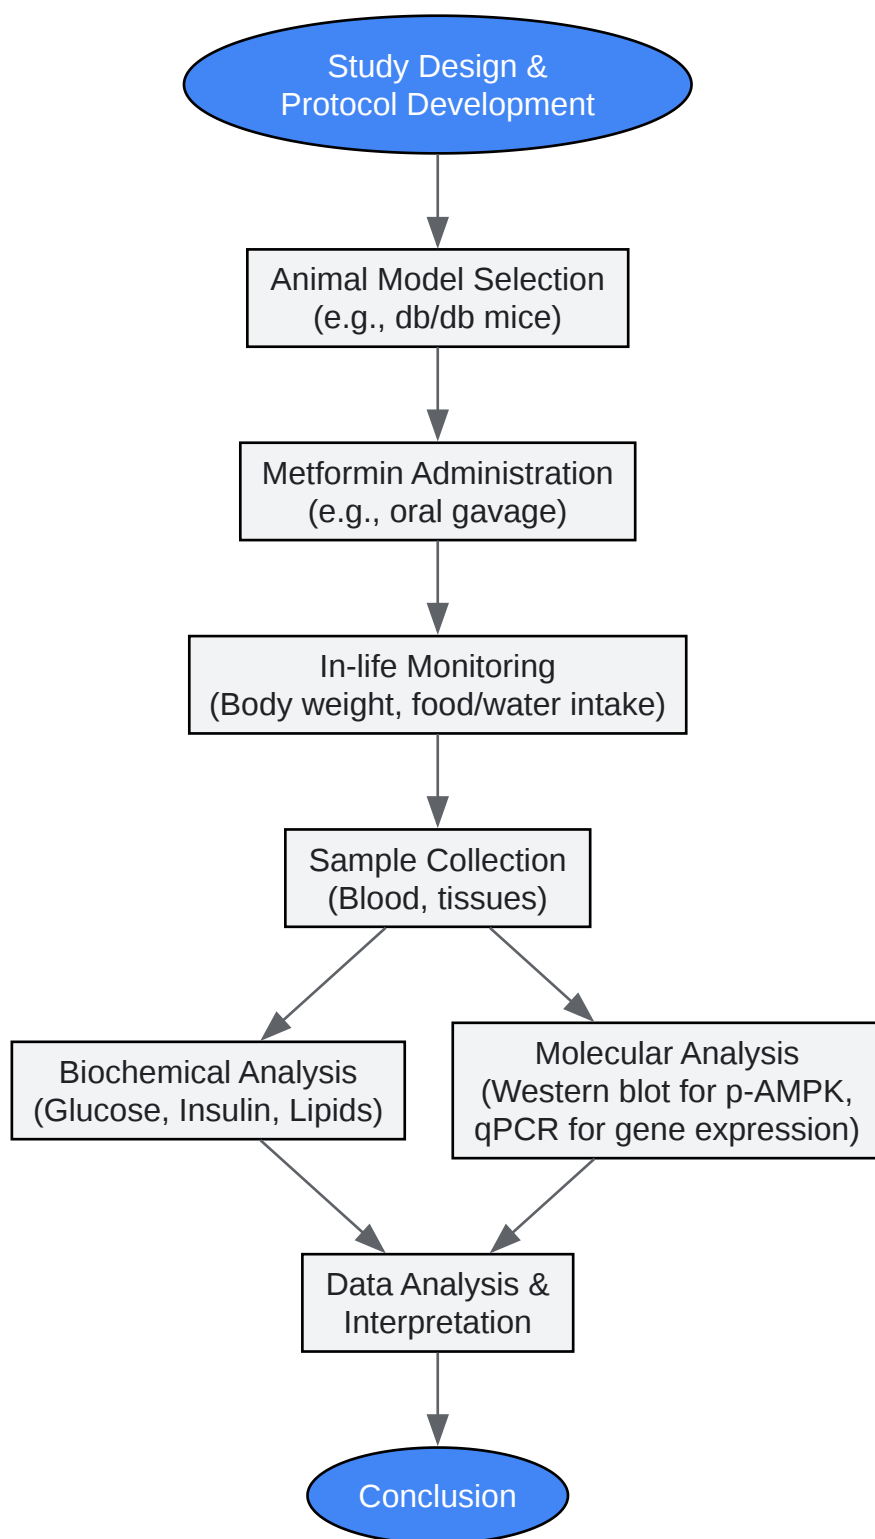 Study Design &
Protocol Development
Animal Model Selection
(e.g., db/db mice)
Metformin Administration
(e.g., oral gavage)
In-life Monitoring
(Body weight, food/water intake)
Sample Collection
(Blood, tissues)
Biochemical Analysis
(Glucose, Insulin, Lipids)
Molecular Analysis
(Western blot for p-AMPK,
qPCR for gene expression)
Data Analysis &
Interpretation
Conclusion